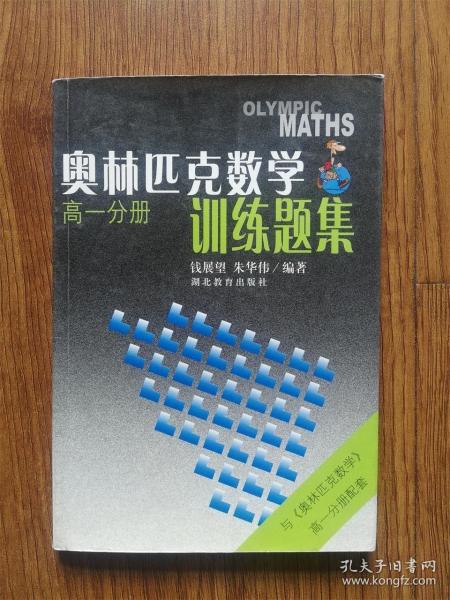 OLYMPIC
MATHS
奥林匹克数学
高一分册
训练题集
钱展望 朱华伟/编著
湖北教育出版社
与《奥林匹克数学》
高一分册配套
孔夫子旧书网
www.kongfz.com